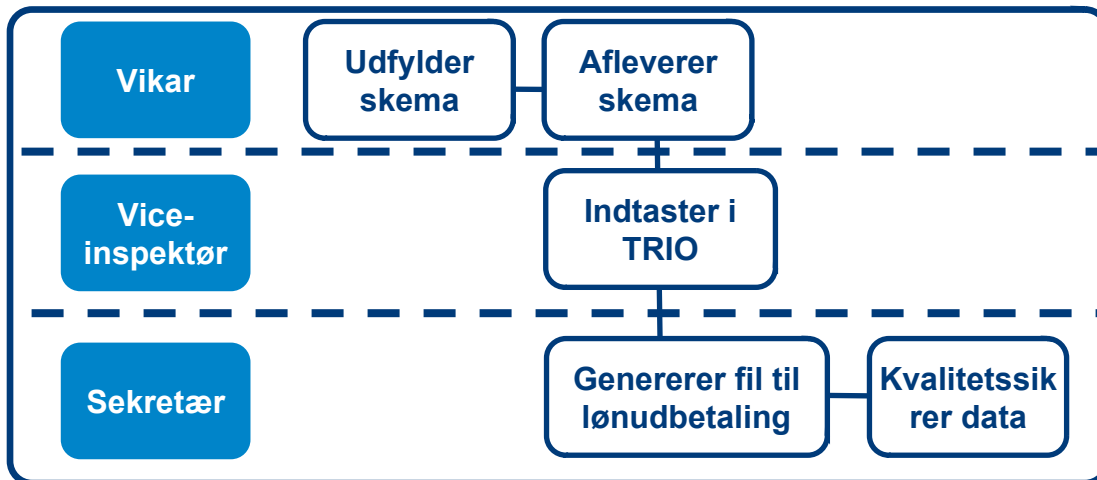 Vikar
Udfylder
skema
Afleverer
skema
Vice-
inspektør
Indtaster i
TRIO
Sekretær
Genererer fil til
lønudbetaling
Kvalitetssik
rer data